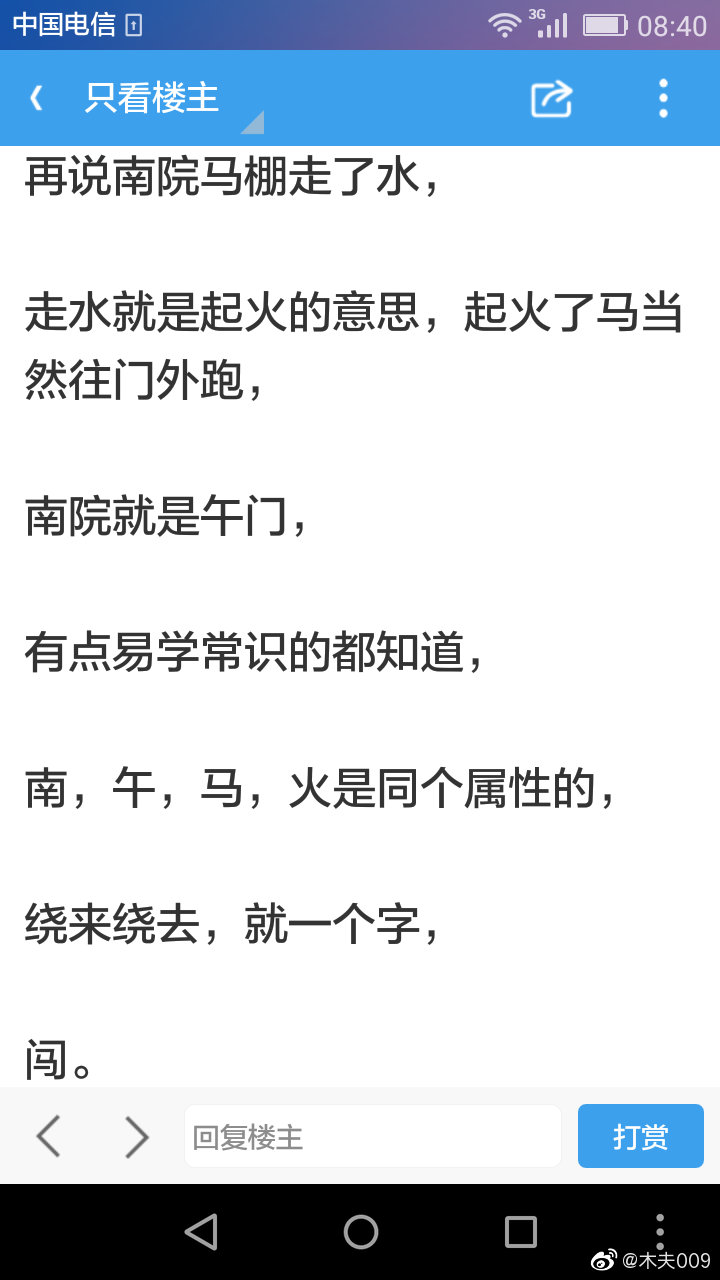 中国电信
3G
08:40
只看楼主
再说南院马棚走了水，
走水就是起火的意思，起火了马当
然往门外跑，
南院就是午门，
有点易学常识的都知道，
南，午，马，火是同个属性的，
绕来绕去，就一个字，
闯。
回复楼主
打赏
@木夫009